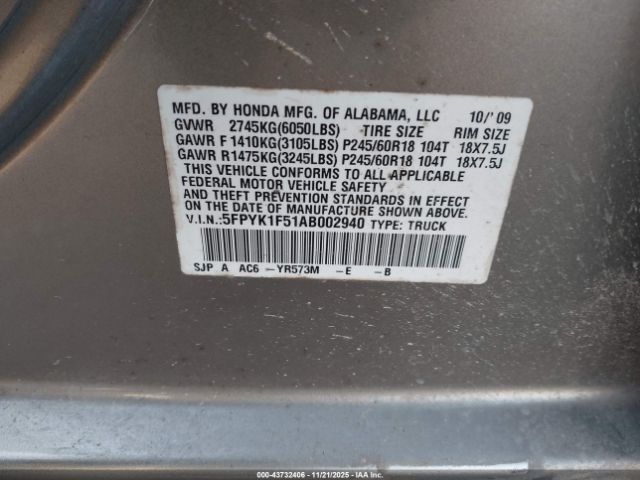 MFD. BY HONDA MFG. OF ALABAMA, LLC 10/'09
GVWR 2745KG(6050LBS) TIRE SIZE RIM SIZE
GAWR F 1410KG(3105LBS) P245/60R18 104T 18X7.5J
GAWR R1475KG(3245LBS) P245/60R18 104T 18X7.5J
THIS VEHICLE CONFORMS TO ALL APPLICABLE
FEDERAL MOTOR VEHICLE SAFETY
AND THEFT PREVENTION STANDARDS IN EFFECT
ON THE DATE OF MANUFACTURE SHOWN ABOVE.
V.I.N.:5FPYK1F51AB002940 TYPE: TRUCK
SJP A AC6 -YR573M -E -B
© - 43732406 - 11/21/2025 - IAA Inc.